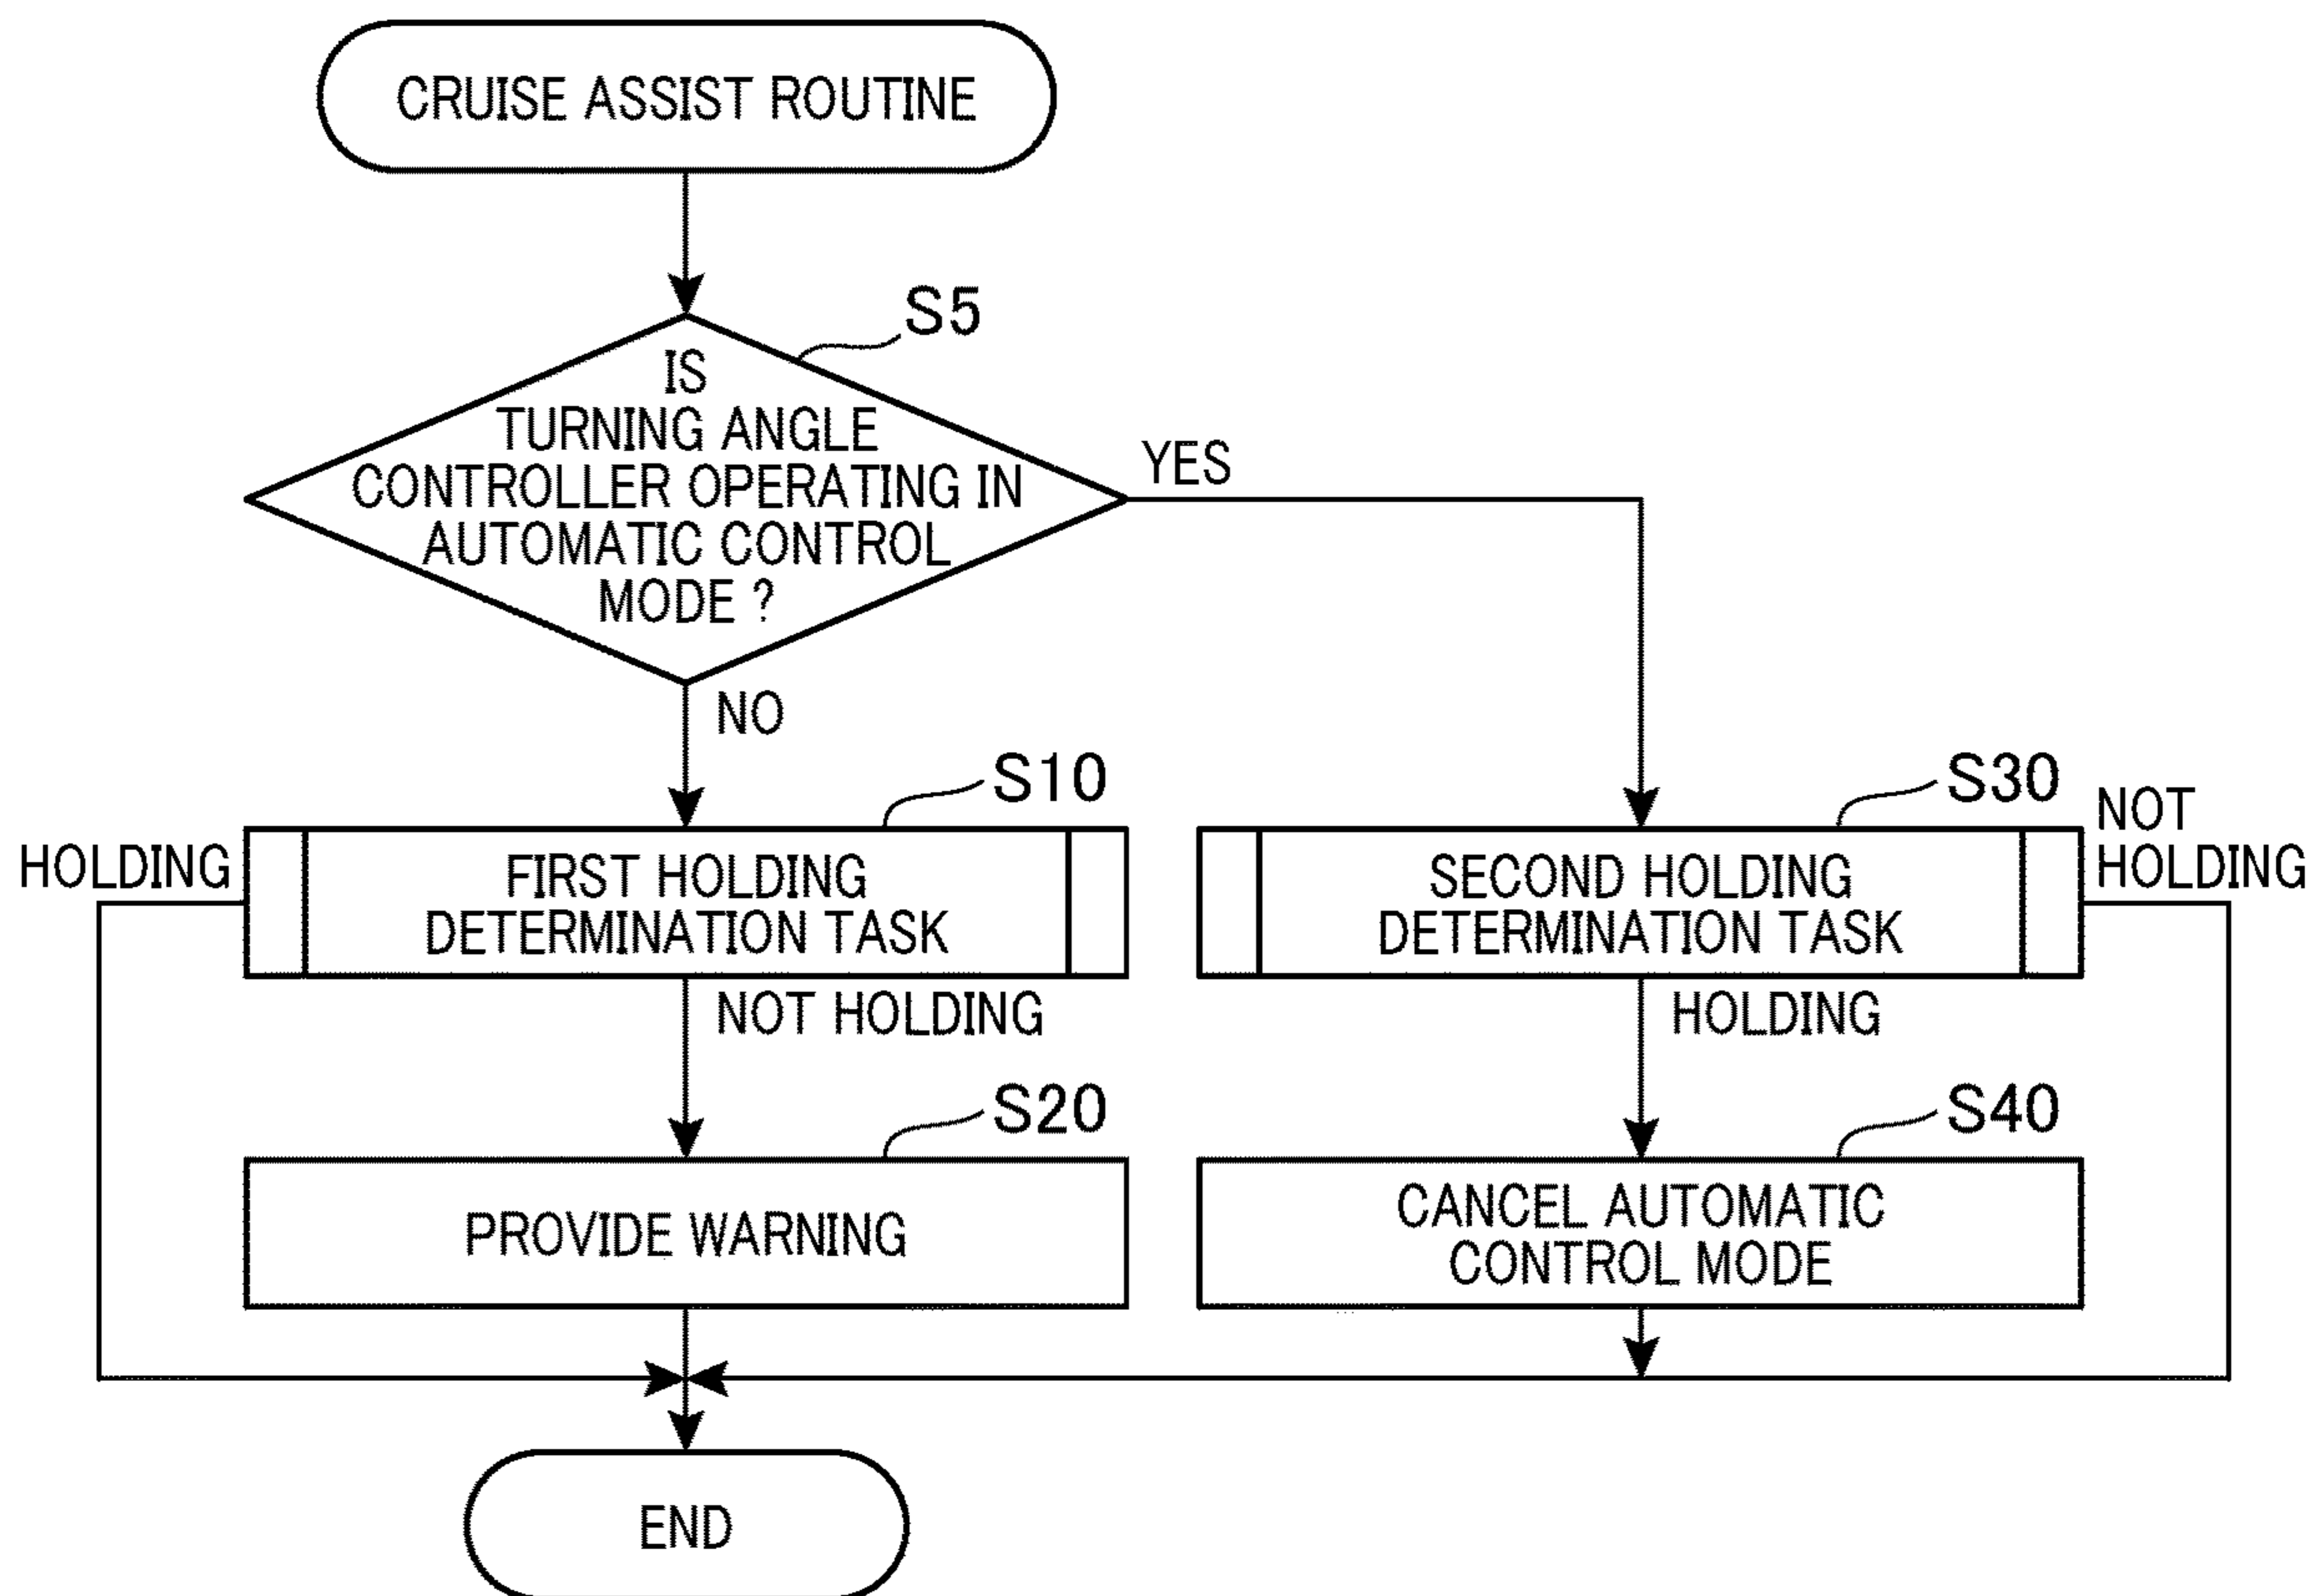 CRUISE ASSIST ROUTINE
S5
IS
TURNING ANGLE
CONTROLLER OPERATING IN
AUTOMATIC CONTROL
MODE ?
YES
NO
S10
HOLDING
FIRST HOLDING
DETERMINATION TASK
NOT HOLDING
S30
SECOND HOLDING
DETERMINATION TASK
NOT
HOLDING
HOLDING
S20
PROVIDE WARNING
S40
CANCEL AUTOMATIC
CONTROL MODE
END